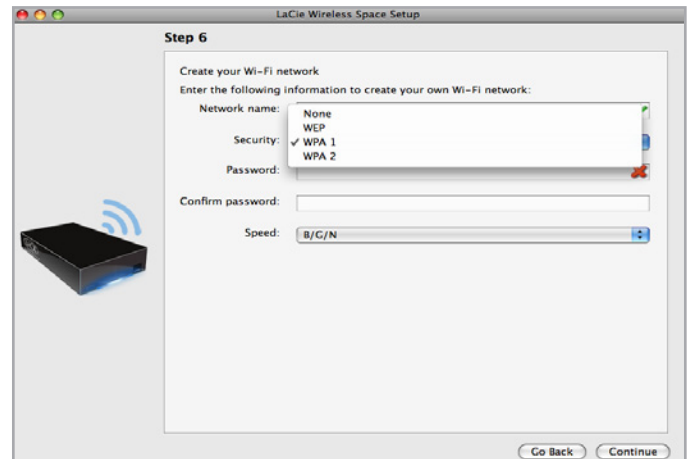 LaCie Wireless Space Setup
Step 6
Create your Wi-Fi network
Enter the following information to create your own Wi-Fi network:
Network name:
None
WEP
Security: ✓ WPA 1
WPA 2
Password:
Confirm password:
Speed: B/G/N
Go Back Continue